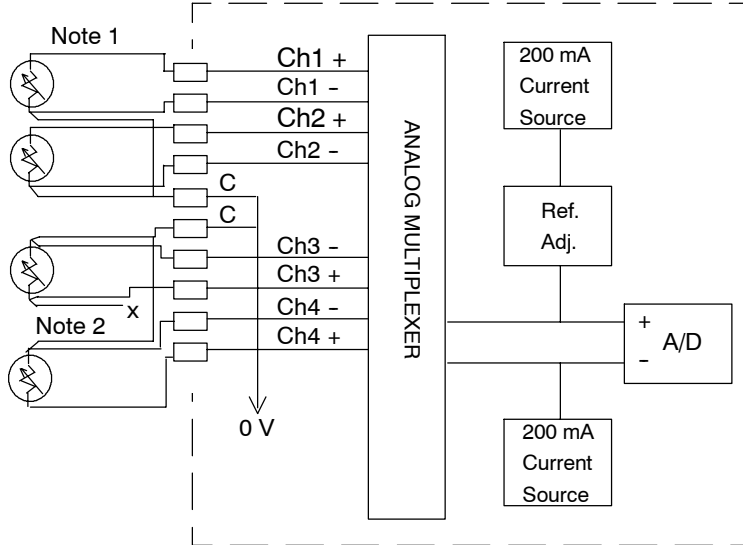 Note 1
Ch1 +
Ch1 -
Ch2 +
Ch2 -
C
C
Ch3 -
Ch3 +
x
Note 2
Ch4 -
Ch4 +
0 V
ANALOG MULTIPLEXER
200 mA
Current
Source
Ref.
Adj.
+
-
A/D
200 mA
Current
Source